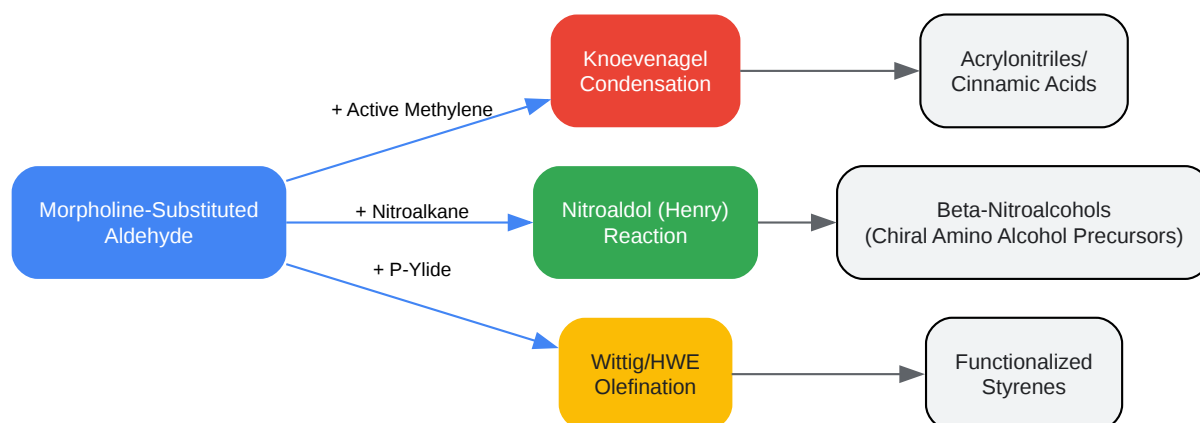 Morpholine-Substituted
Aldehyde
+ Active Methylene
Knoevenagel
Condensation
Acrylonitriles/
Cinnamic Acids
+ Nitroalkane
Nitroaldol (Henry)
Reaction
Beta-Nitroalcohols
(Chiral Amino Alcohol Precursors)
+ P-Ylide
Wittig/HWE
Olefination
Functionalized
Styrenes